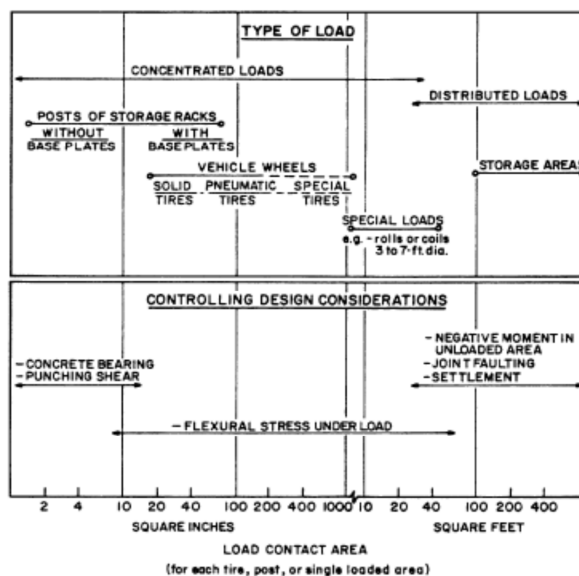 TYPE OF LOAD
CONCENTRATED LOADS
DISTRIBUTED LOADS
POSTS OF STORAGE RACKS
WITHOUT BASE PLATES
WITH BASE PLATES
VEHICLE WHEELS
SOLID TIRES
PNEUMATIC TIRES
SPECIAL TIRES
STORAGE AREAS
SPECIAL LOADS
e.g. - rolls or coils
3 to 7-ft. dia.
CONTROLLING DESIGN CONSIDERATIONS
- CONCRETE BEARING
- PUNCHING SHEAR
- NEGATIVE MOMENT IN
UNLOADED AREA
- JOINT FAULTING
- SETTLEMENT
- FLEXURAL STRESS UNDER LOAD
2 4 10 20 40 100 200 400 1000 10 20 40 100 200 400
SQUARE INCHES SQUARE FEET
LOAD CONTACT AREA
(for each tire, post, or single loaded area)